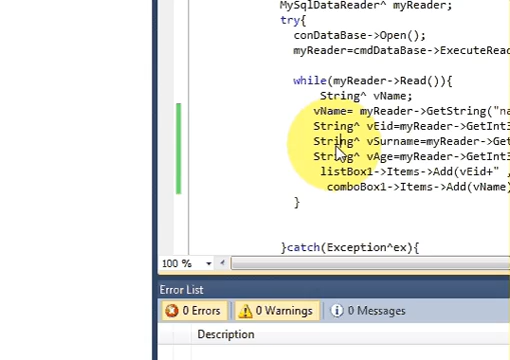 MySqlDataReader^ myReader;
try{
conDataBase->Open();
myReader=cmdDataBase->ExecuteRead
while(myReader->Read()){
String^ vName;
vName= myReader->GetString("na
String^ vEid=myReader->GetInt3
String^ vSurname=myReader->Get
String^ vAge=myReader->GetInt3
listBox1->Items->Add(vEid+" ,
comboBox1->Items->Add(vName)
}
}catch(Exception^ex){
100 %
Error List
0 Errors
0 Warnings
0 Messages
Description